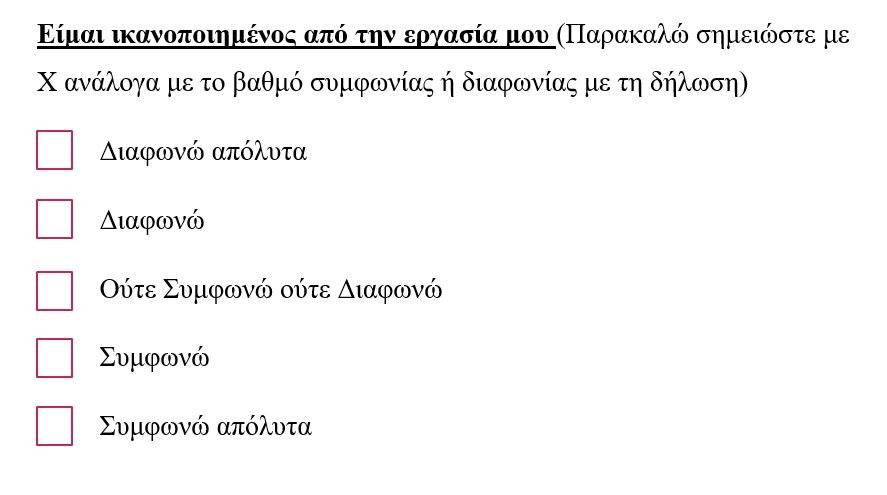 Είμαι ικανοποιημένος από την εργασία μου (Παρακαλώ σημειώστε με
Χ ανάλογα με το βαθμό συμφωνίας ή διαφωνίας με τη δήλωση)
Διαφωνώ απόλυτα
Διαφωνώ
Ούτε Συμφωνώ ούτε Διαφωνώ
Συμφωνώ
Συμφωνώ απόλυτα